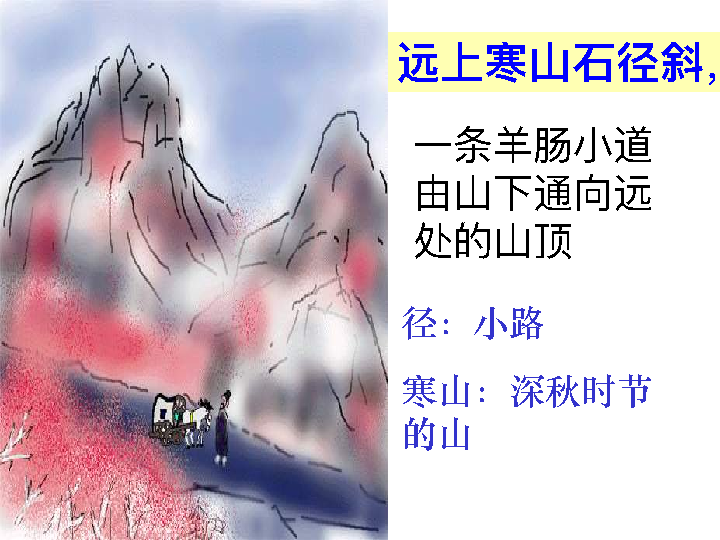 远上寒山石径斜，
一条羊肠小道
由山下通向远
处的山顶
径：小路
寒山：深秋时节
的山